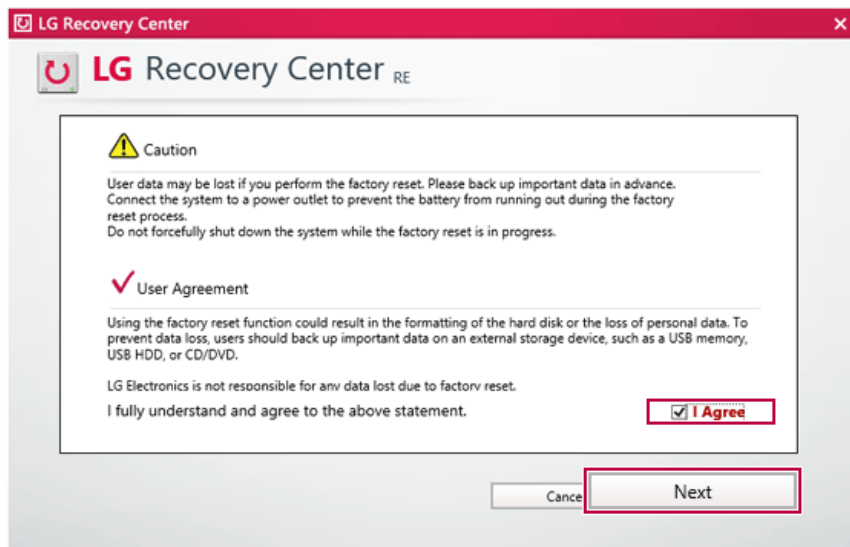 LG Recovery Center
LG Recovery Center RE
Caution
User data may be lost if you perform the factory reset. Please back up important data in advance.
Connect the system to a power outlet to prevent the battery from running out during the factory
reset process.
Do not forcefully shut down the system while the factory reset is in progress.
User Agreement
Using the factory reset function could result in the formatting of the hard disk or the loss of personal data. To
prevent data loss, users should back up important data on an external storage device, such as a USB memory,
USB HDD, or CD/DVD.
LG Electronics is not responsible for any data lost due to factory reset.
I fully understand and agree to the above statement.
I Agree
Cance
Next